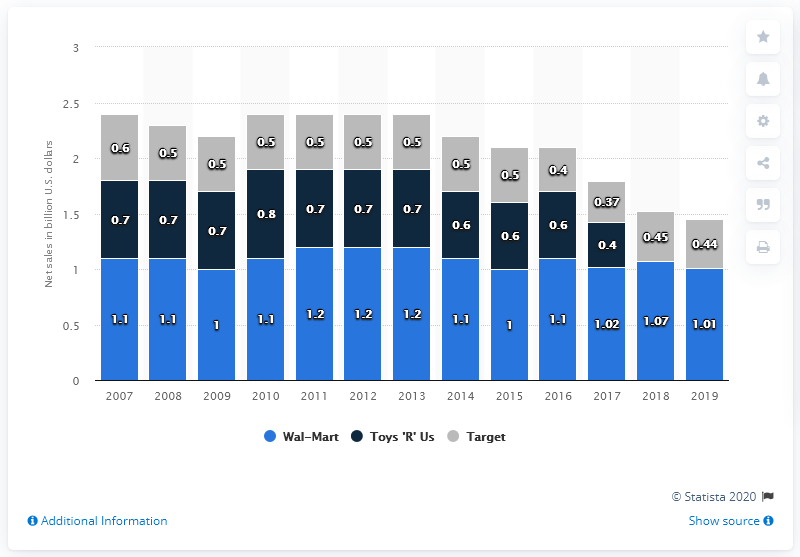 3
2.5
2
1.5
1
0.5
0
Net sales in billion U.S. dollars
0.6 0.5 0.5 0.5 0.5 0.5 0.5 0.5 0.5 0.4 0.37 0.45 0.44
0.7 0.7 0.7 0.8 0.7 0.7 0.7 0.6 0.6 0.6 0.4
1.1 1.1 1 1.1 1.2 1.2 1.2 1.1 1 1.1 1.02 1.07 1.01
2007 2008 2009 2010 2011 2012 2013 2014 2015 2016 2017 2018 2019
Wal-Mart Toys 'R' Us Target
© Statista 2020
Additional Information Show source